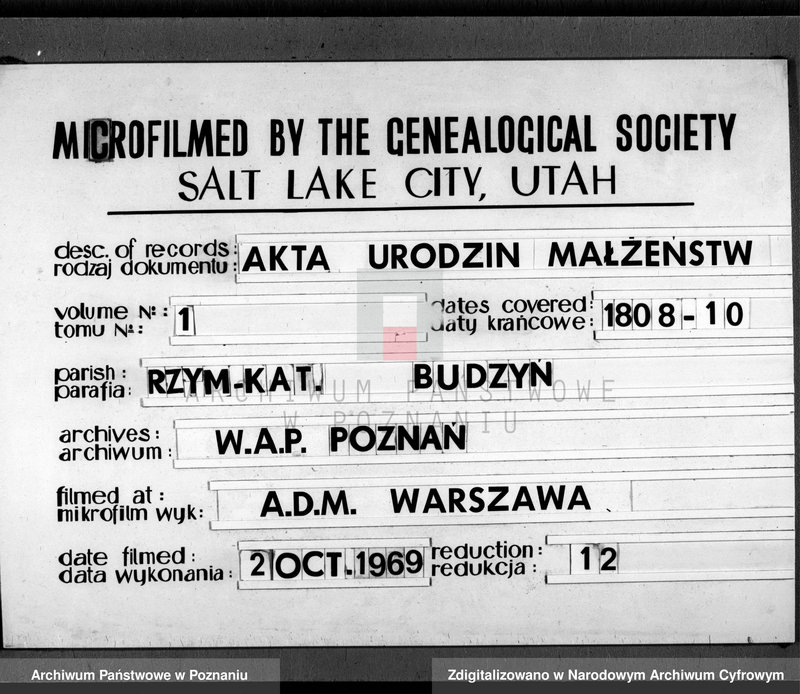 MICROFILMED BY THE GENEALOGICAL SOCIETY
SALT LAKE CITY, UTAH
desc. of records: AKTA URODZIN MAŁŻEŃSTW
rodzaj dokumentu:
volume №: 1 dates covered: 1808-10
tomu №: daty krańcowe:
parish: RZYM-KAT. BUDZYŃ
parafia:
ARCHIWUM PAŃSTWOWE
W POZNANIU
archives: W.A.P. POZNAŃ
archiwum:
filmed at: A.D.M. WARSZAWA
mikrofilm wyk:
date filmed: 2 OCT. 1969 reduction: 12
data wykonania: redukcja:
Archiwum Państwowe w Poznaniu
Zdigitalizowano w Narodowym Archiwum Cyfrowym